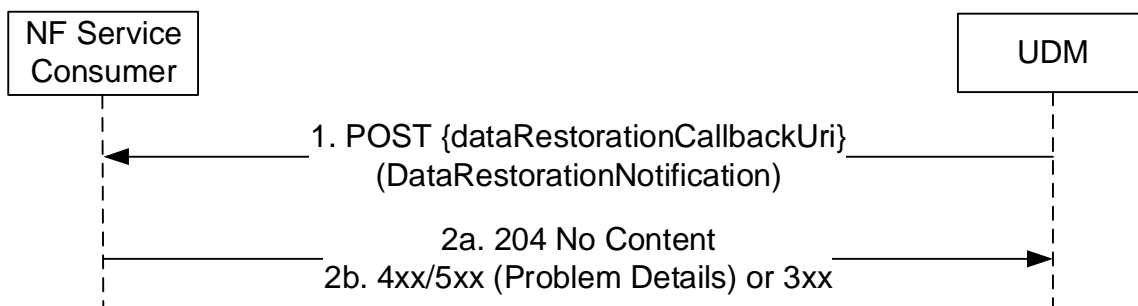 NF Service
Consumer
UDM
1. POST {dataRestorationCallbackUri}
(DataRestorationNotification)
2a. 204 No Content
2b. 4xx/5xx (Problem Details) or 3xx